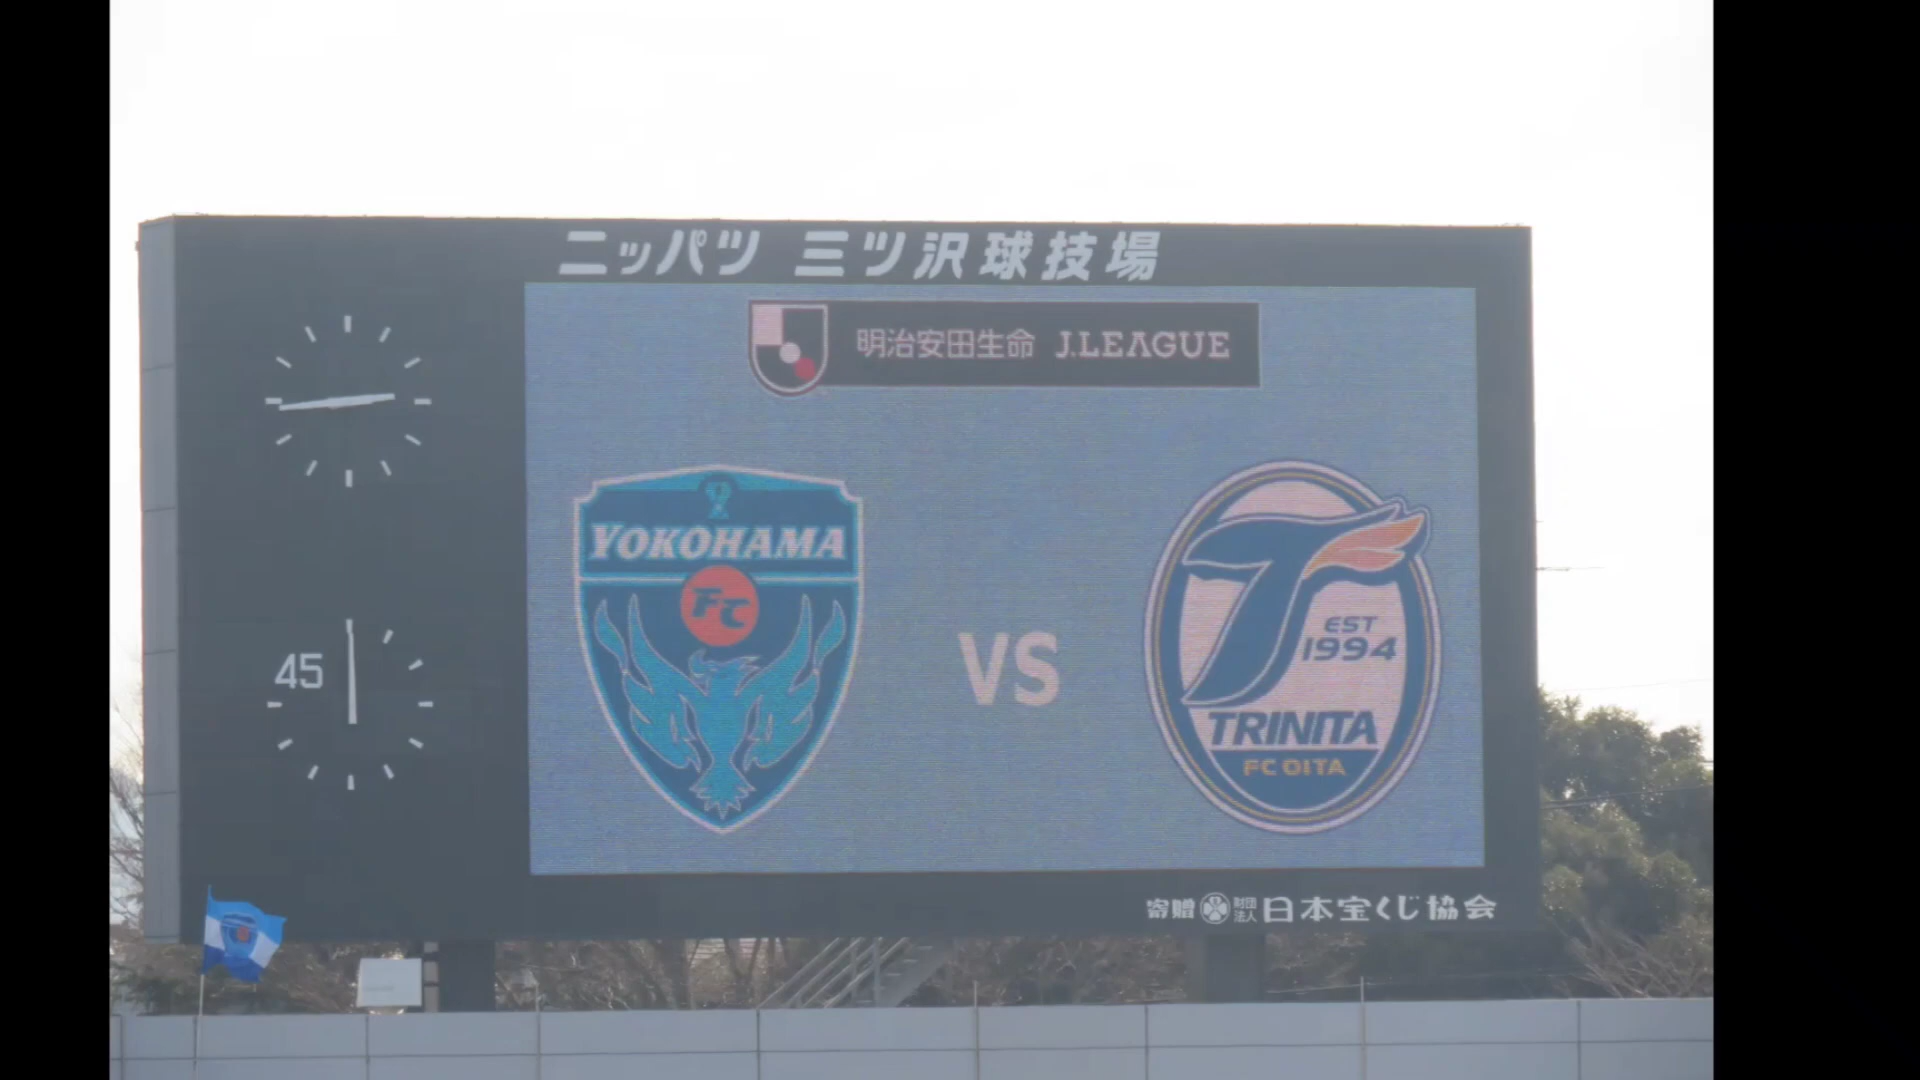 ニッパツ 三ツ沢球技場
明治安田生命 J.LEAGUE
45
YOKOHAMA
FC
VS
EST
1994
TRINITA
FC OITA
寄贈 財団法人 日本宝くじ協会